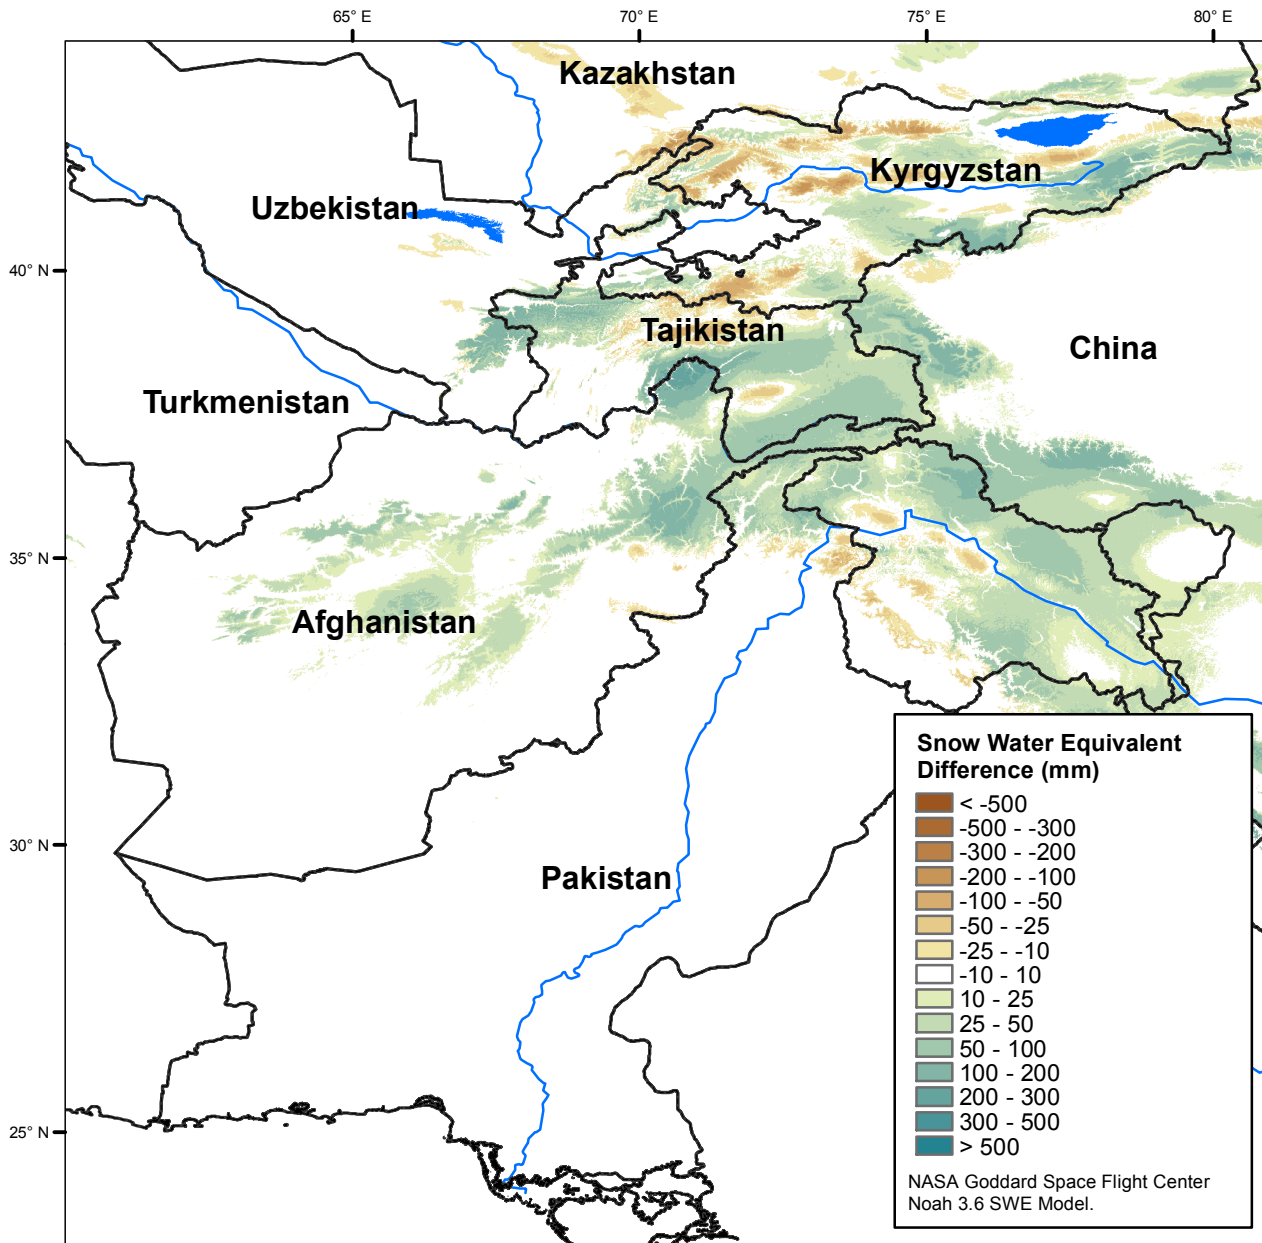 65° E
70° E
75° E
80° E
Kazakhstan
Kyrgyzstan
Uzbekistan
40° N
Tajikistan
China
Turkmenistan
35° N
Afghanistan
Snow Water Equivalent
Difference (mm)
< -500
-500 - -300
-300 - -200
-200 - -100
-100 - -50
-50 - -25
-25 - -10
-10 - 10
10 - 25
25 - 50
50 - 100
100 - 200
200 - 300
300 - 500
> 500
30° N
Pakistan
25° N
NASA Goddard Space Flight Center
Noah 3.6 SWE Model.